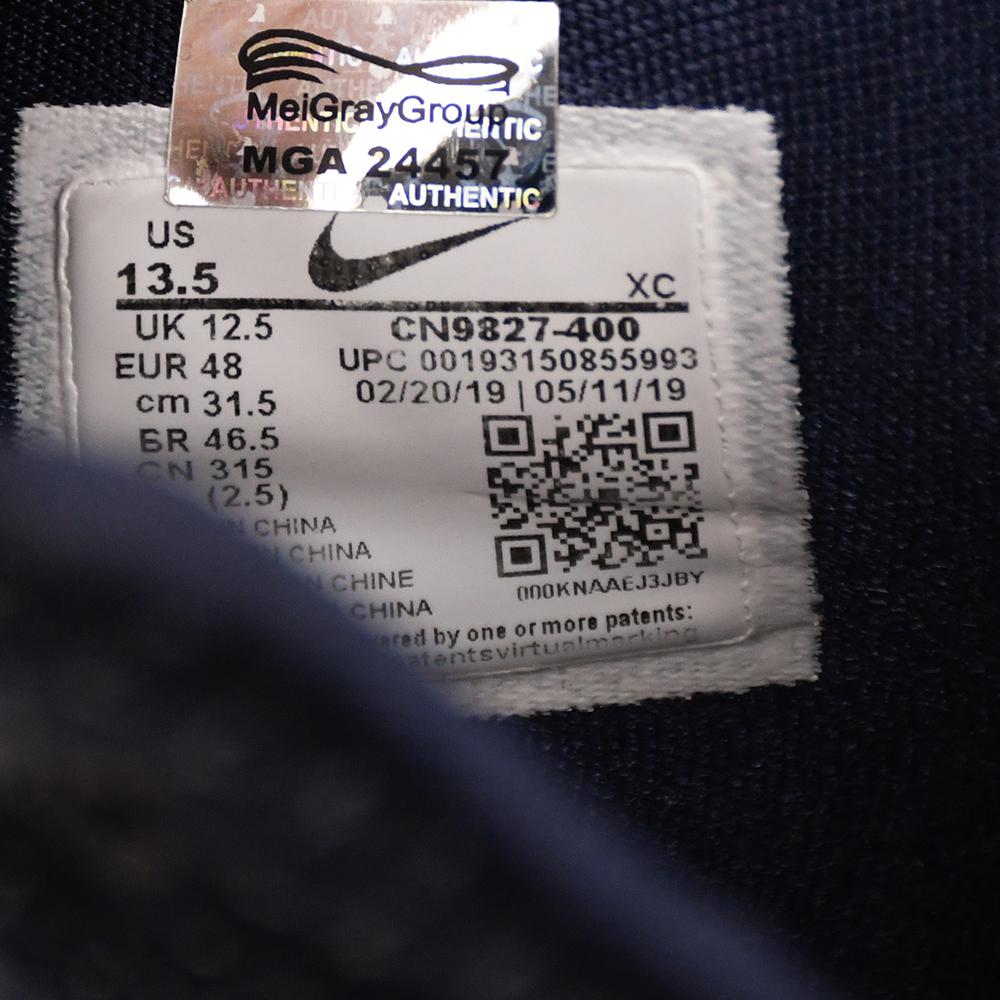 MeiGrayGroup
MGA 24457
AUTHENTIC
US
13.5
XC
UK 12.5
CN9827-400
EUR 48
UPC 00193150855993
cm 31.5
02/20/19 | 05/11/19
BR 46.5
CN 315
(2.5)
CHINA
CHINA
CHINE
CHINA
000KNAAEJ3JBY
by one or more patents: